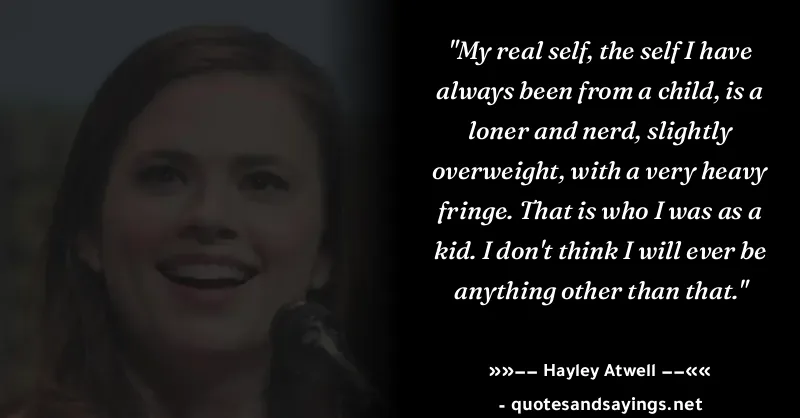 "My real self, the self I have
always been from a child, is a
loner and nerd, slightly
overweight, with a very heavy
fringe. That is who I was as a
kid. I don't think I will ever be
anything other than that."
»»–– Hayley Atwell ––««
- quotesandsayings.net